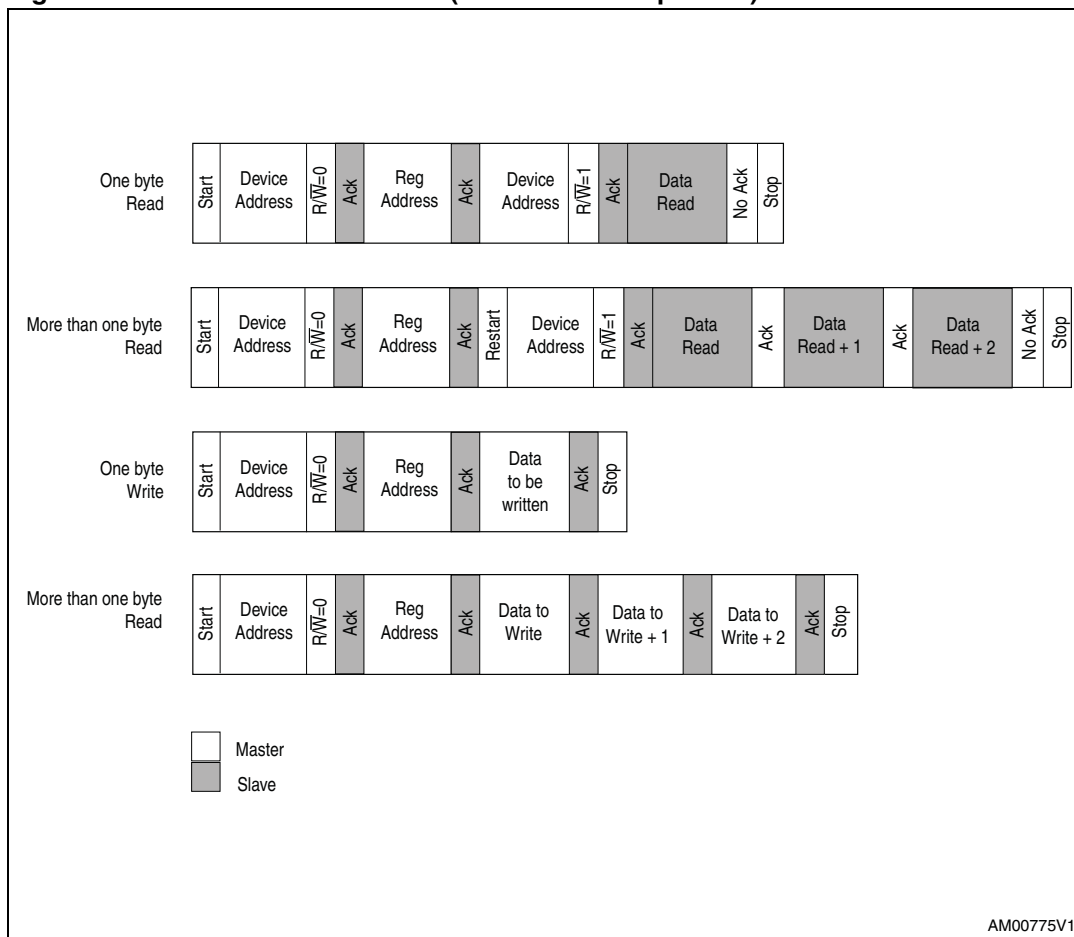 One byte
Read
Start
Device
Address
R/W̅=0
Ack
Reg
Address
Ack
Device
Address
R/W̅=1
Ack
Data
Read
No Ack
Stop
More than one byte
Read
Start
Device
Address
R/W̅=0
Ack
Reg
Address
Ack
Restart
Device
Address
R/W̅=1
Ack
Data
Read
Ack
Data
Read + 1
Ack
Data
Read + 2
No Ack
Stop
One byte
Write
Start
Device
Address
R/W̅=0
Ack
Reg
Address
Ack
Data
to be
written
Ack
Stop
More than one byte
Read
Start
Device
Address
R/W̅=0
Ack
Reg
Address
Ack
Data to
Write
Ack
Data to
Write + 1
Ack
Data to
Write + 2
Ack
Stop
Master
Slave
AM00775V1